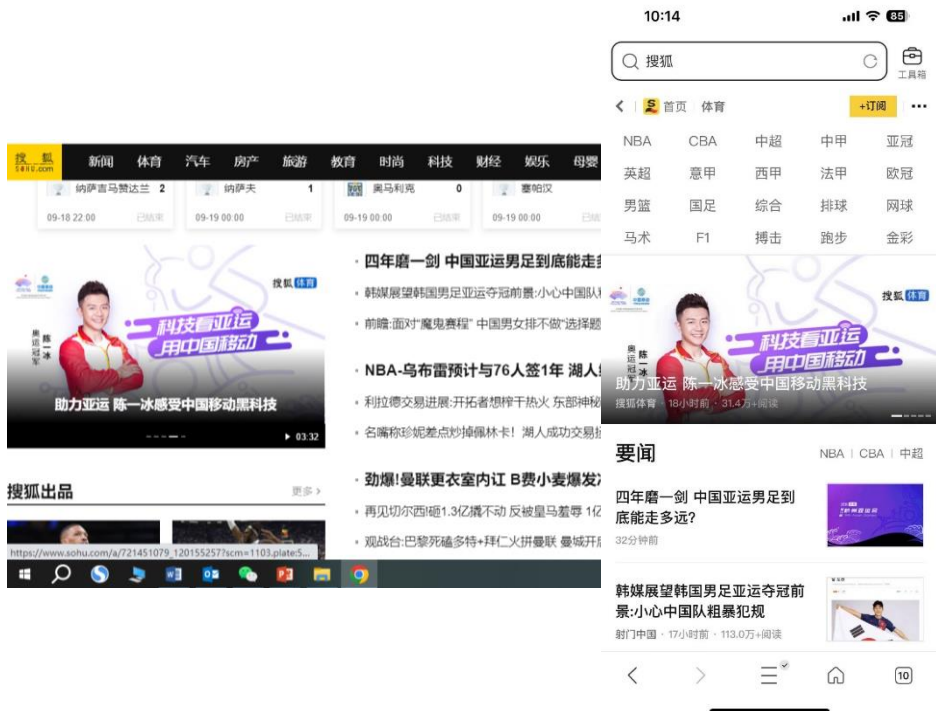 搜狐
SOHU.com
新闻 体育 汽车 房产 旅游 教育 时尚 科技 财经 娱乐 母婴
纳萨吉马赞达兰 2
09-18 22:00 已结束
纳萨夫 1
09-19 00:00 已结束
奥马利克 0
09-19 00:00 已结束
塞帕汉
09-19 00:00 已结
搜狐体育
奥运冠军 陈一冰
科技看亚运
用中国移动
助力亚运 陈一冰感受中国移动黑科技
03:32
四年磨一剑 中国亚运男足到底能走
韩媒展望韩国男足亚运夺冠前景:小心中国队
前瞻:面对"魔鬼赛程" 中国男女排不做"选择题
NBA-乌布雷预计与76人签1年 湖人
利拉德交易进展:开拓者想榨干热火 东部神秘
名嘴称珍妮差点炒掉佩林卡！湖人成功交易
劲爆!曼联更衣室内讧 B费小麦爆发
再见切尔西!砸1.3亿撬不动 反被皇马羞辱 1亿
观战台:巴黎死磕多特+拜仁火拼曼联 曼城开
搜狐出品
更多 >
https://www.sohu.com/a/721451079_120155257?scm=1103.plate:5...
10:14
85
搜狐
工具箱
首页 体育
+订阅
NBA CBA 中超 中甲 亚冠
英超 意甲 西甲 法甲 欧冠
男篮 国足 综合 排球 网球
马术 F1 搏击 跑步 金彩
搜狐体育
奥运冠军 陈一冰
科技看亚运
用中国移动
助力亚运 陈一冰感受中国移动黑科技
搜狐体育 · 18小时前 · 31.4万+阅读
要闻
NBA | CBA | 中超
四年磨一剑 中国亚运男足到
底能走多远?
32分钟前
韩媒展望韩国男足亚运夺冠前
景:小心中国队粗暴犯规
射门中国 · 17小时前 · 113.0万+阅读
10